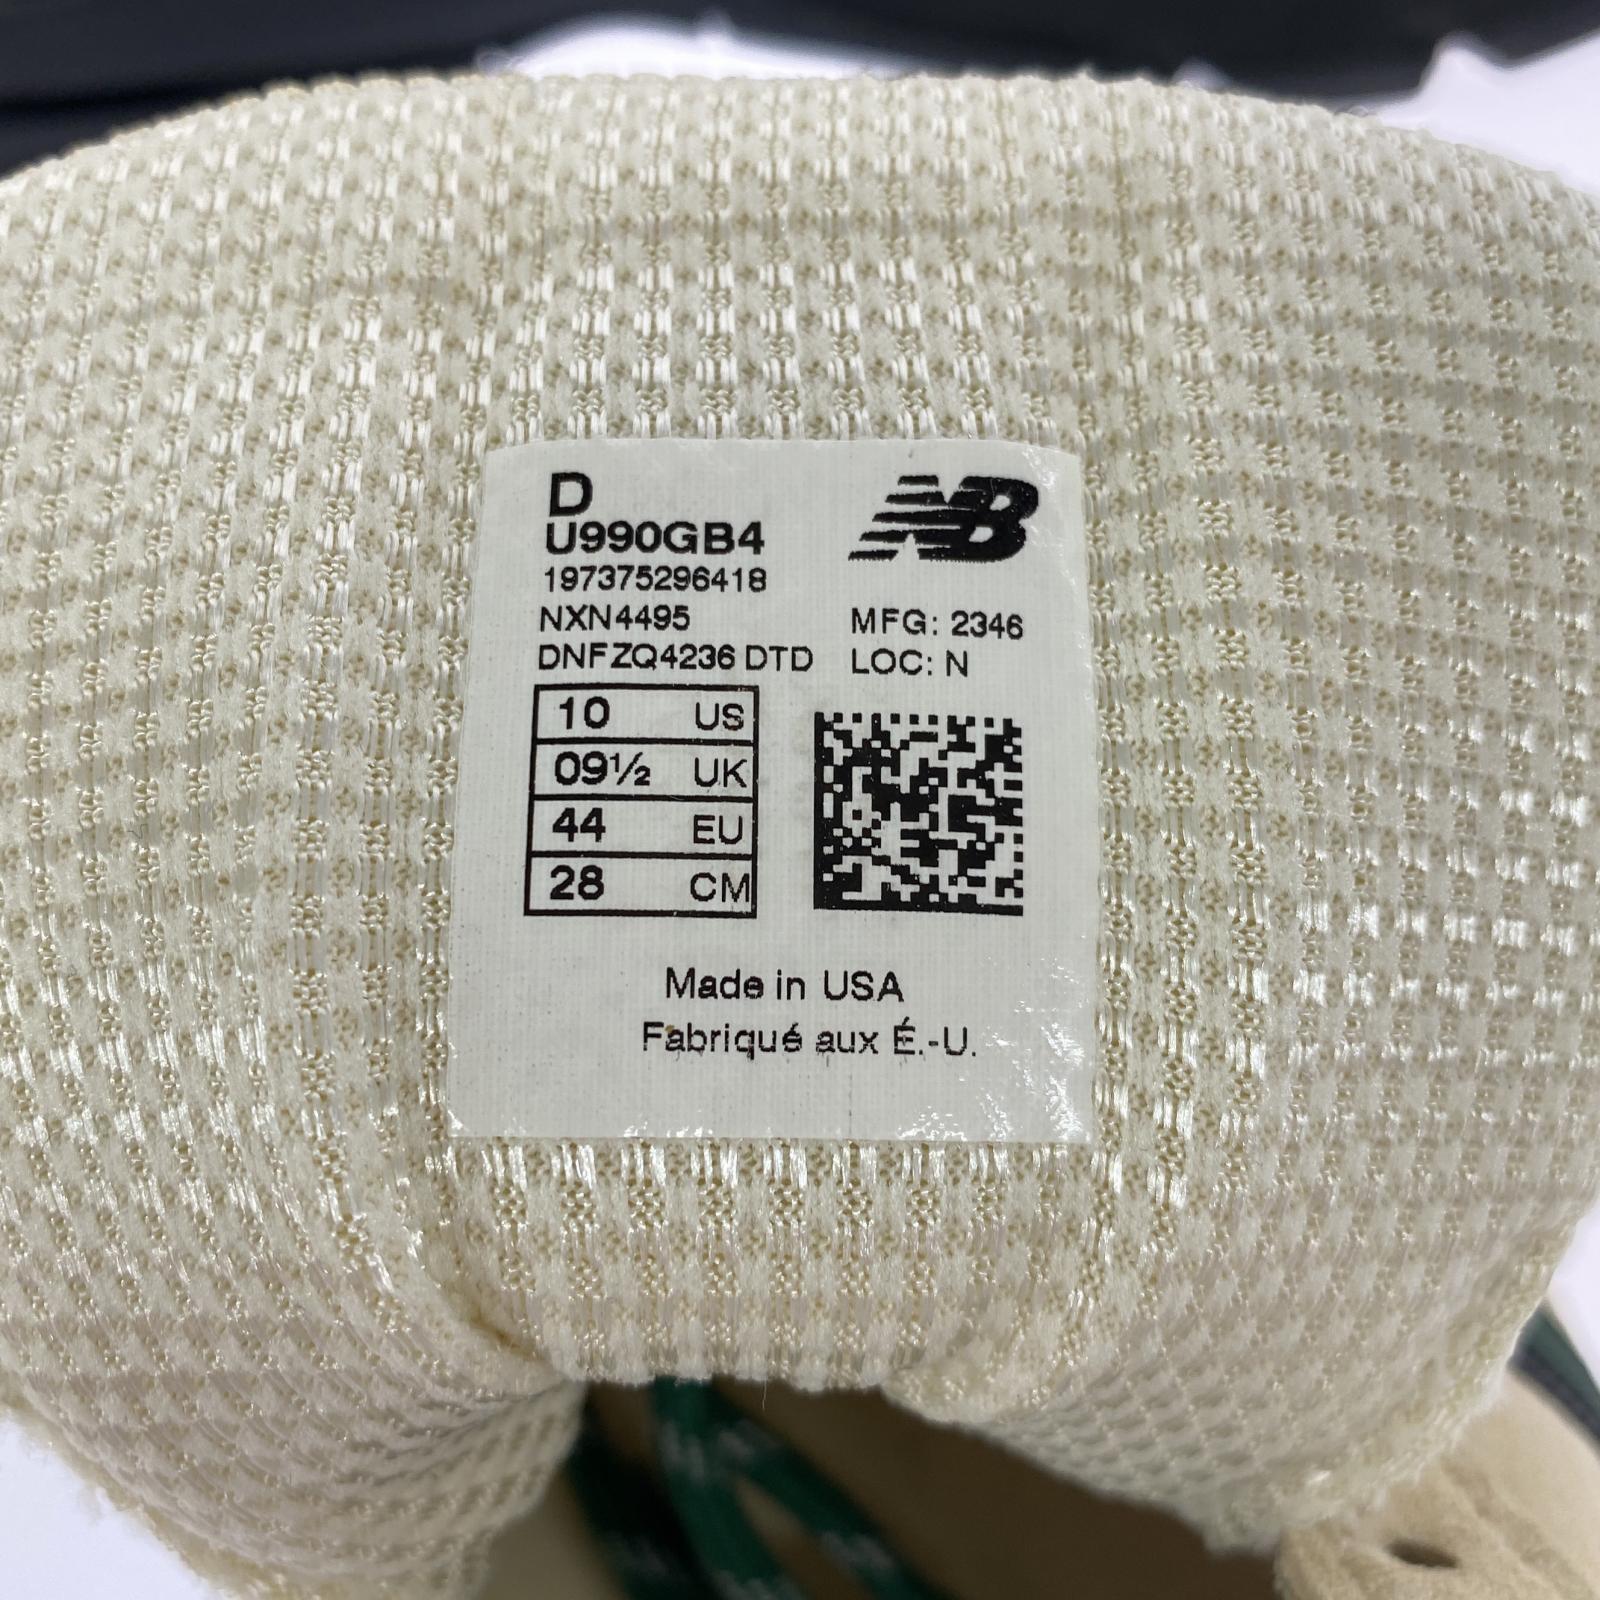 D
U990GB4
NB
197375296418
NXN4495
MFG: 2346
DNFZQ4236 DTD
LOC: N
10 US
09½ UK
44 EU
28 CM
Made in USA
Fabriqué aux É.-U.